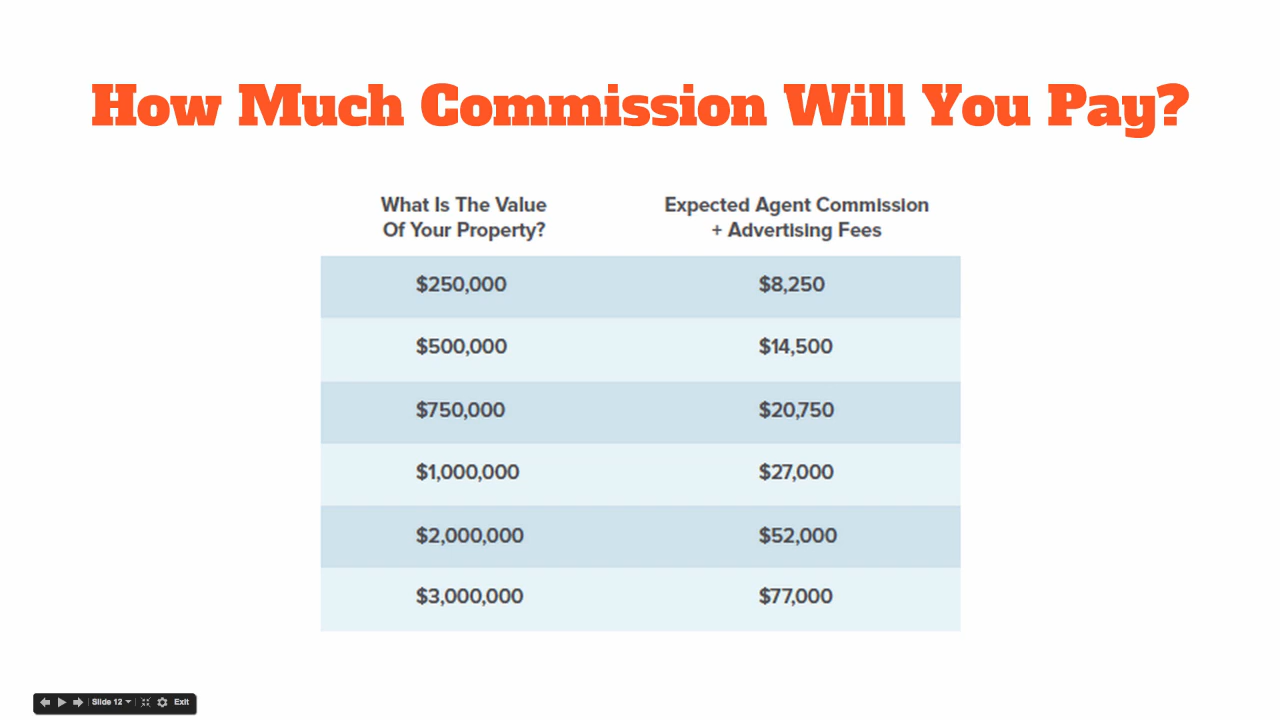 How Much Commission Will You Pay?
What Is The Value Of Your Property?
Expected Agent Commission + Advertising Fees
$250,000 $8,250
$500,000 $14,500
$750,000 $20,750
$1,000,000 $27,000
$2,000,000 $52,000
$3,000,000 $77,000
Slide 12 Exit